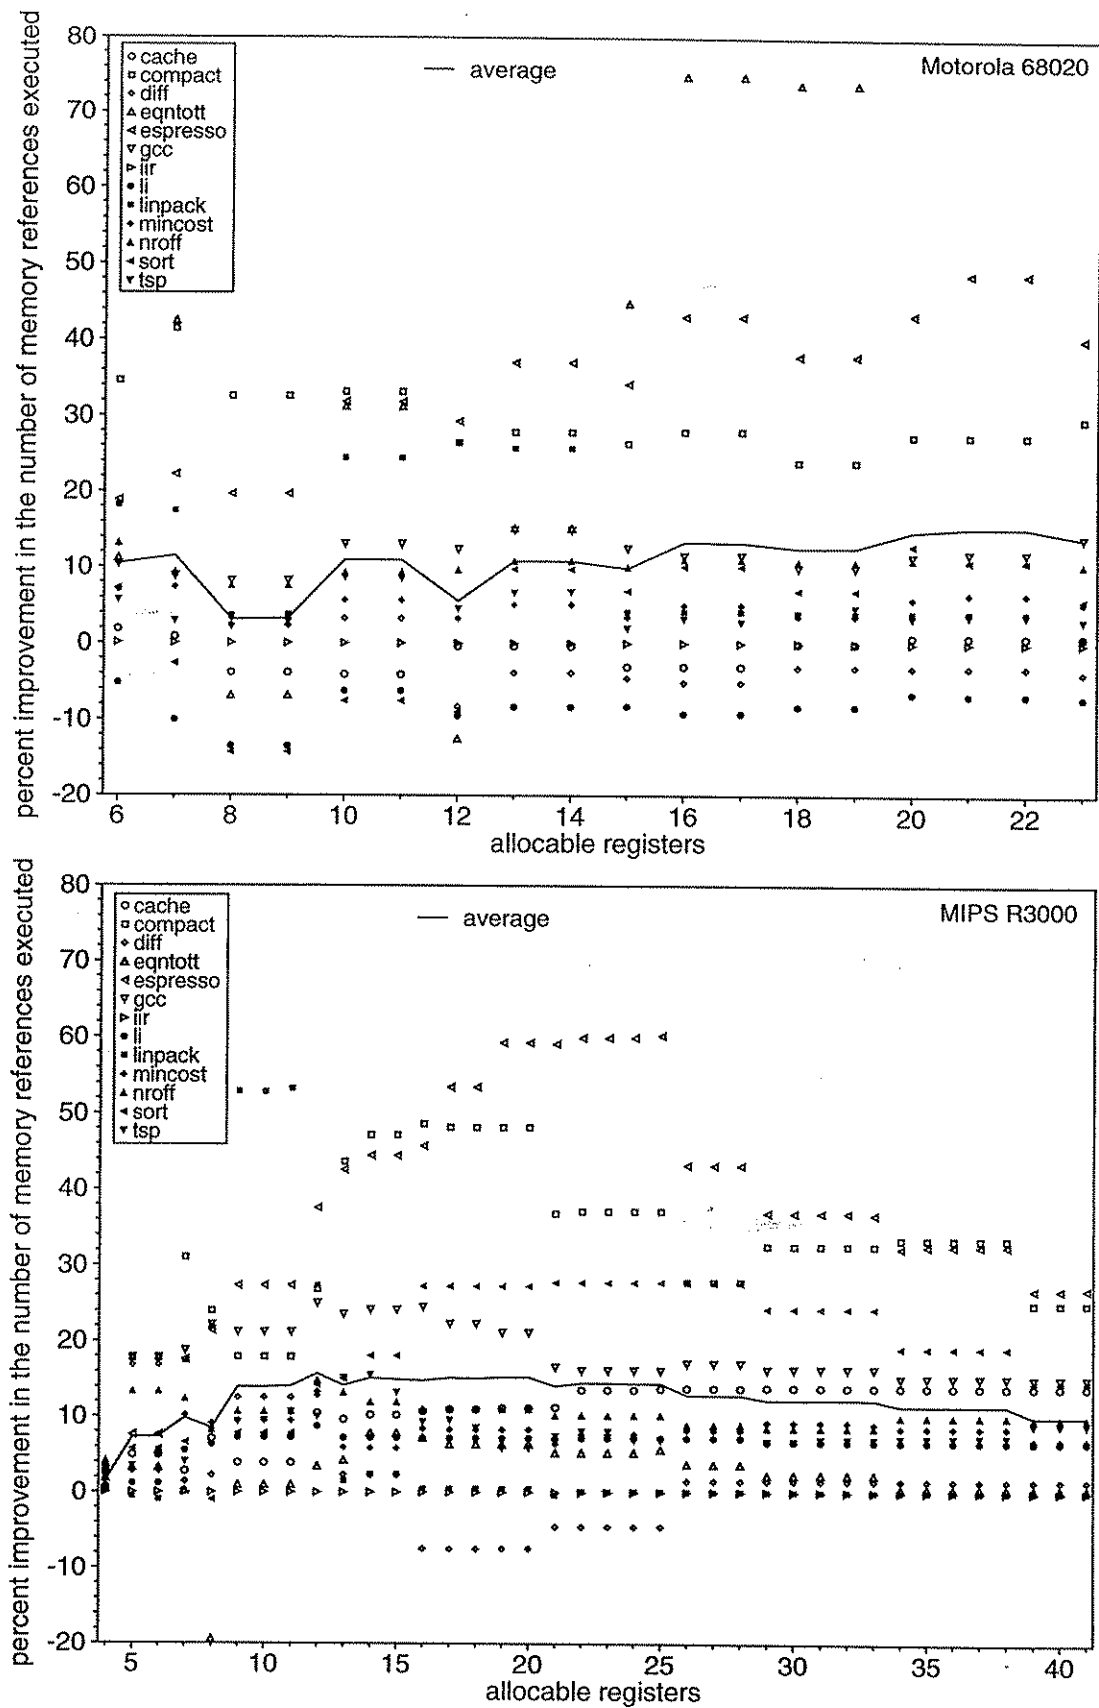 percent improvement in the number of memory references executed
80
70
60
50
40
30
20
10
0
-10
-20
cache
compact
diff
eqntott
espresso
gcc
iir
li
linpack
mincost
nroff
sort
tsp
average
Motorola 68020
6
8
10
12
14
16
18
20
22
allocable registers
percent improvement in the number of memory references executed
80
70
60
50
40
30
20
10
0
-10
-20
cache
compact
diff
eqntott
espresso
gcc
iir
li
linpack
mincost
nroff
sort
tsp
average
MIPS R3000
5
10
15
20
25
30
35
40
allocable registers